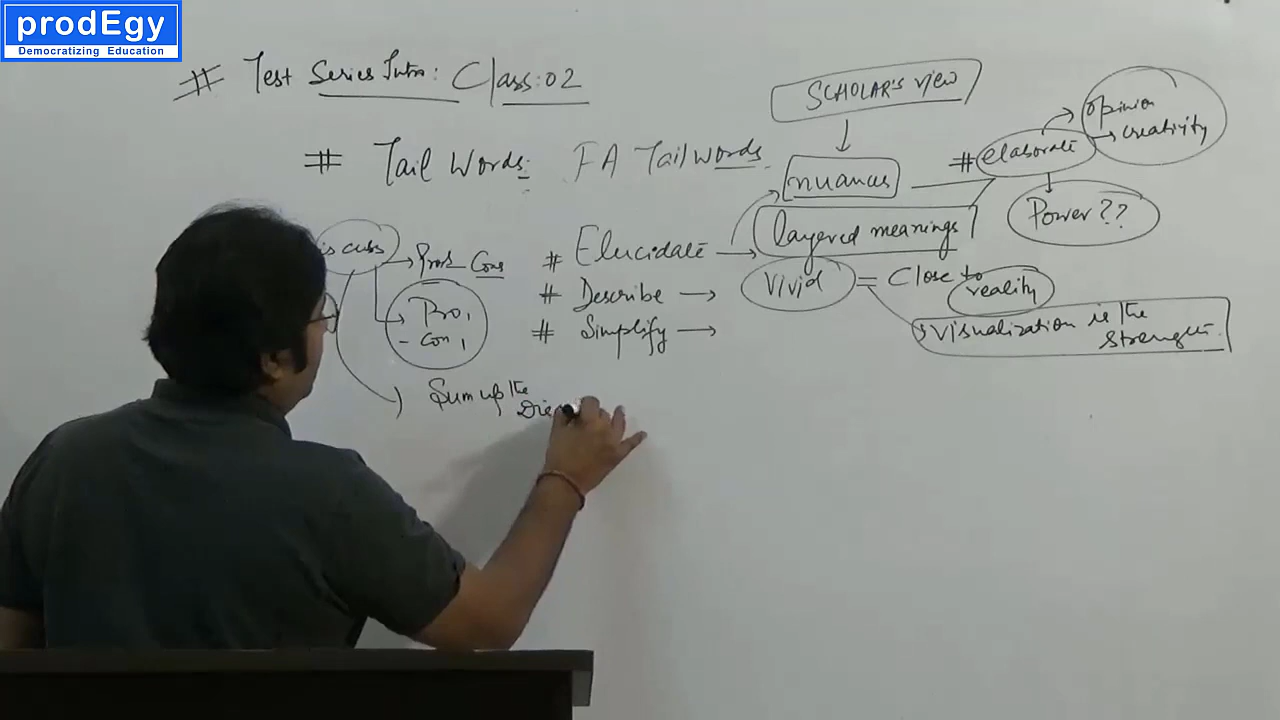 prodEgy
Democratizing Education
# Test Series Intro: Class:02
# Tail Words: FA Tail Words
SCHOLAR'S VIEW
nuances
layered meanings
# elaborate
opinion
creativity
Power??
iscuss
Pros Cons
Pro,
- Con,
Sum up the
# Elucidate
# Describe
# Simplify
Vivid = Close to
reality
Visualization is the
Strength.